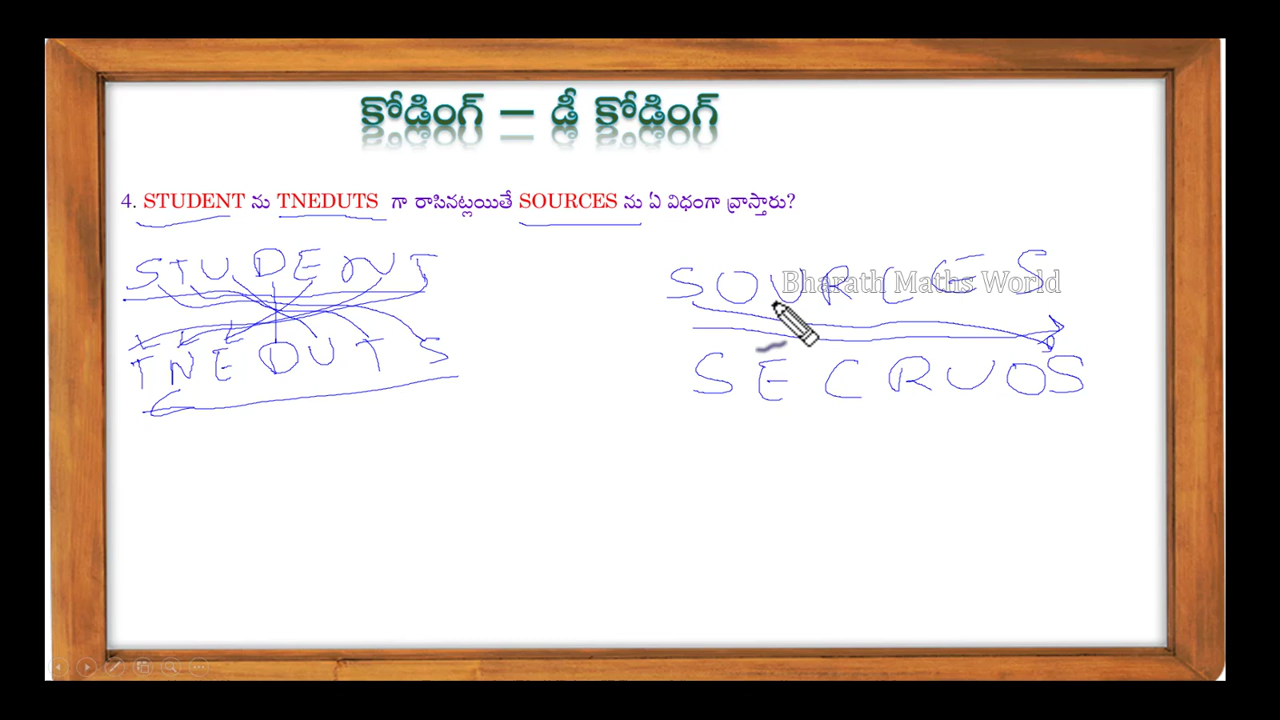 కోడింగ్ – డీ కోడింగ్
4. STUDENT ను TNEDUTS గా రాసినట్లయితే SOURCES ను ఏ విధంగా వ్రాస్తారు?
STUDENT
SOURCES
Bharath Maths World
TNEDUTS
SECRUOS